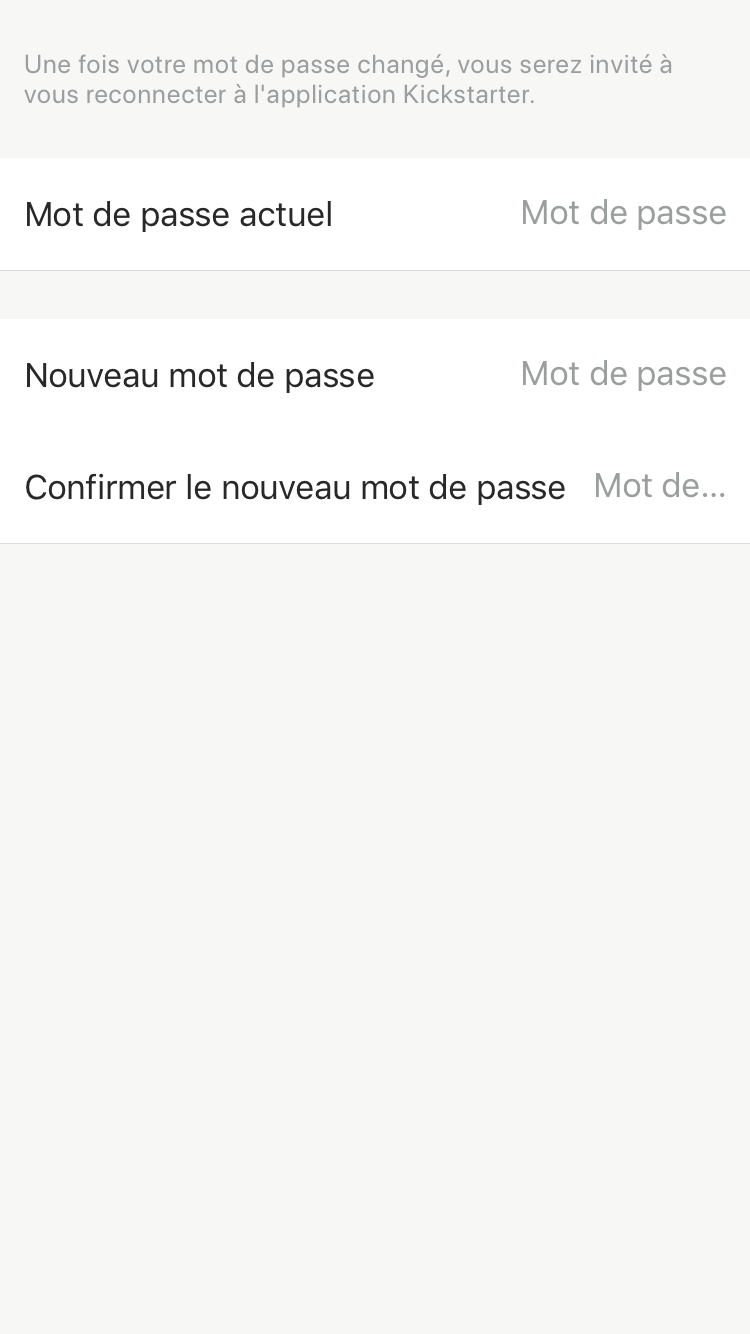 Une fois votre mot de passe changé, vous serez invité à
vous reconnecter à l'application Kickstarter.
Mot de passe actuel Mot de passe
Nouveau mot de passe Mot de passe
Confirmer le nouveau mot de passe Mot de...